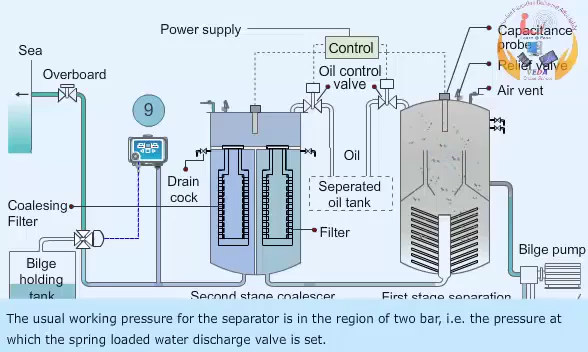 Power supply
Control
Capacitance
probe
Relief valve
Air vent
Sea
Overboard
Oil control
valve
9
Oil
Drain
cock
Seperated
oil tank
Coalesing
Filter
Filter
Bilge
holding
tank
Bilge pump
Second stage coalescer
First stage separation
VEDA
The usual working pressure for the separator is in the region of two bar, i.e. the pressure at
which the spring loaded water discharge valve is set.